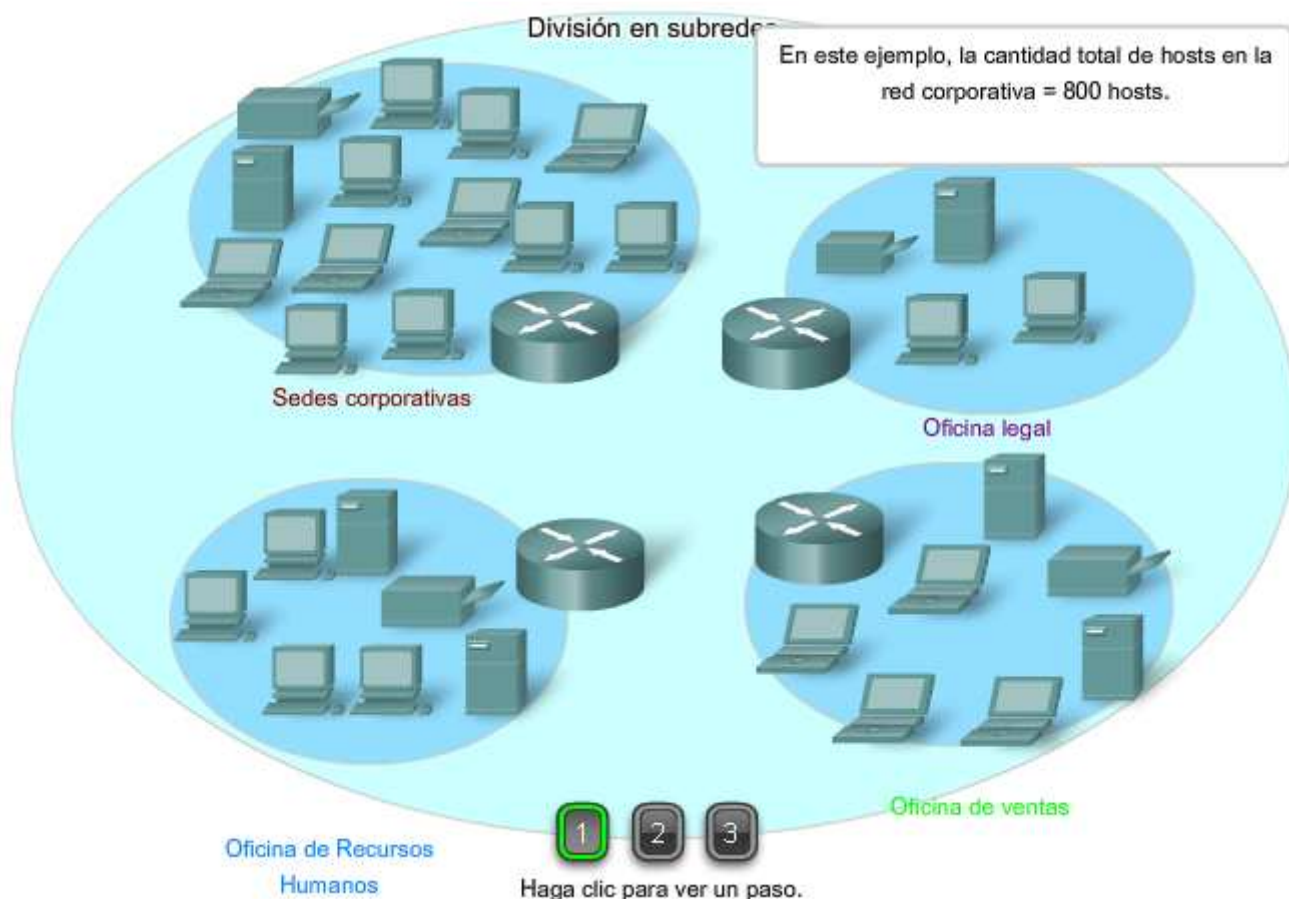 División en subredes
En este ejemplo, la cantidad total de hosts en la
red corporativa = 800 hosts.
Sedes corporativas
Oficina legal
Oficina de ventas
Oficina de Recursos
Humanos
1 2 3
Haga clic para ver un paso.